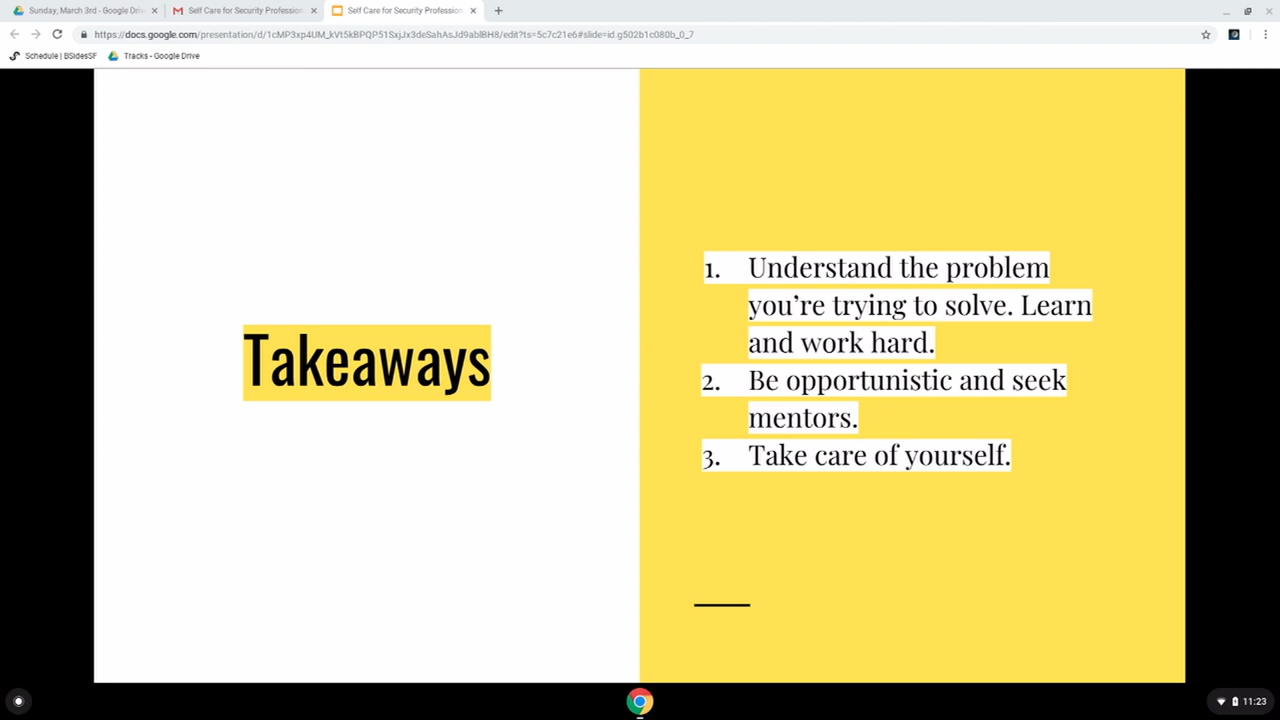 Sunday, March 3rd - Google Driv
Self Care for Security Profession
Self Care for Security Profession
https://docs.google.com/presentation/d/1cMP3xp4UM_kVt5kBPQP51SxjJx3deSahAsJd9ablBH8/edit?ts=5c7c21e6#slide=id.g502b1c080b_0_7
Schedule | BSidesSF
Tracks - Google Drive
Takeaways
1. Understand the problem
you’re trying to solve. Learn
and work hard.
2. Be opportunistic and seek
mentors.
3. Take care of yourself.
11:23